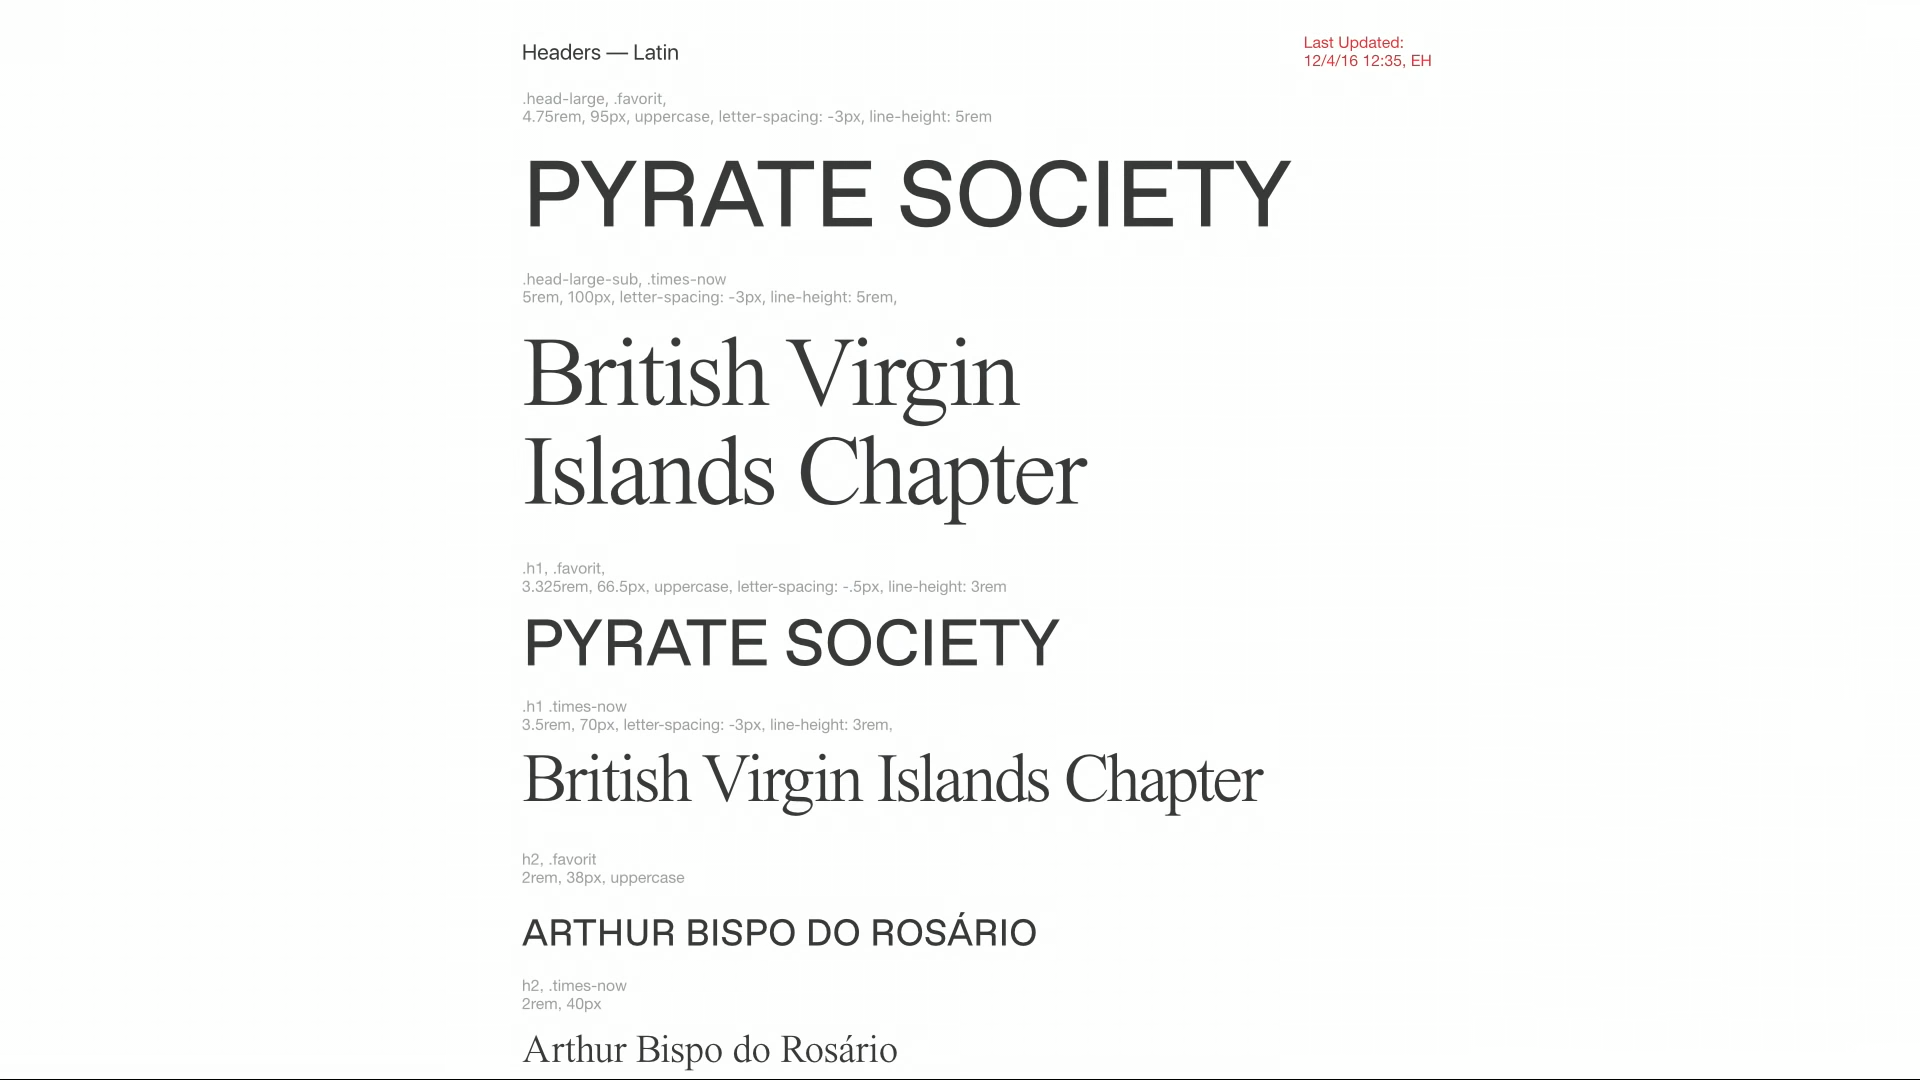 Headers — Latin
Last Updated:
12/4/16 12:35, EH
.head-large, .favorit,
4.75rem, 95px, uppercase, letter-spacing: -3px, line-height: 5rem
PYRATE SOCIETY
.head-large-sub, .times-now
5rem, 100px, letter-spacing: -3px, line-height: 5rem,
British Virgin
Islands Chapter
.h1, .favorit,
3.325rem, 66.5px, uppercase, letter-spacing: -.5px, line-height: 3rem
PYRATE SOCIETY
.h1 .times-now
3.5rem, 70px, letter-spacing: -3px, line-height: 3rem,
British Virgin Islands Chapter
h2, .favorit
2rem, 38px, uppercase
ARTHUR BISPO DO ROSÁRIO
h2, .times-now
2rem, 40px
Arthur Bispo do Rosário